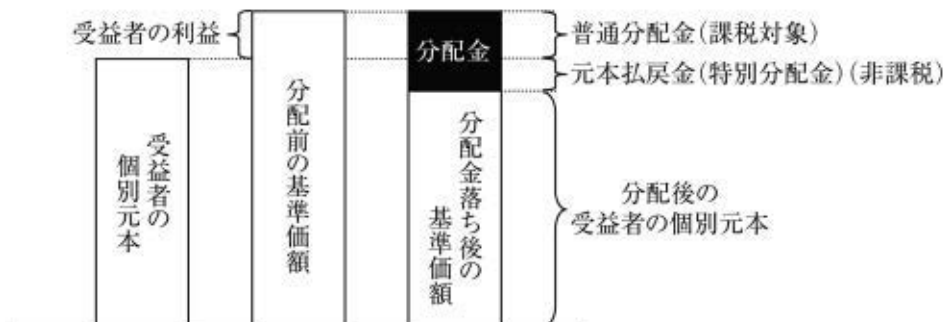 受益者の利益
受益者の
個別元本
分配前の基準価額
分配金
分配金落ち後の
基準価額
普通分配金(課税対象)
元本払戻金(特別分配金)(非課税)
分配後の
受益者の個別元本